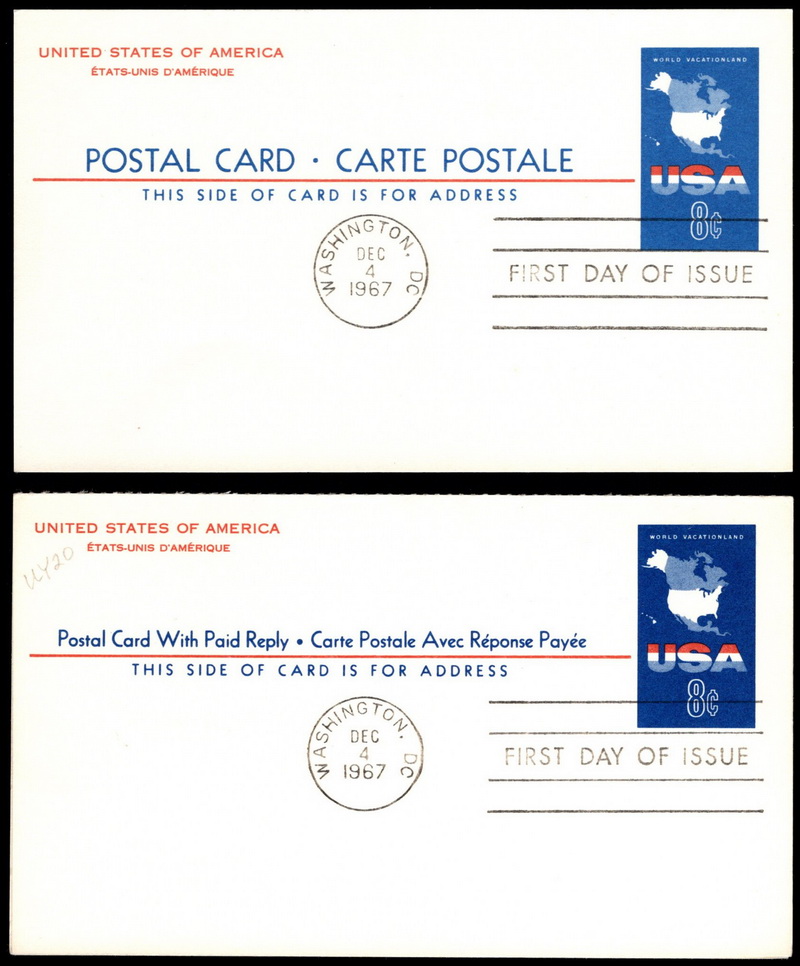 UNITED STATES OF AMERICA
ÉTATS-UNIS D'AMÉRIQUE
WORLD VACATIONLAND
POSTAL CARD · CARTE POSTALE
THIS SIDE OF CARD IS FOR ADDRESS
USA
8¢
WASHINGTON, DC
DEC
4
1967
FIRST DAY OF ISSUE
UNITED STATES OF AMERICA
ÉTATS-UNIS D'AMÉRIQUE
UY20
WORLD VACATIONLAND
Postal Card With Paid Reply • Carte Postale Avec Réponse Payée
THIS SIDE OF CARD IS FOR ADDRESS
USA
8¢
WASHINGTON, DC
DEC
4
1967
FIRST DAY OF ISSUE